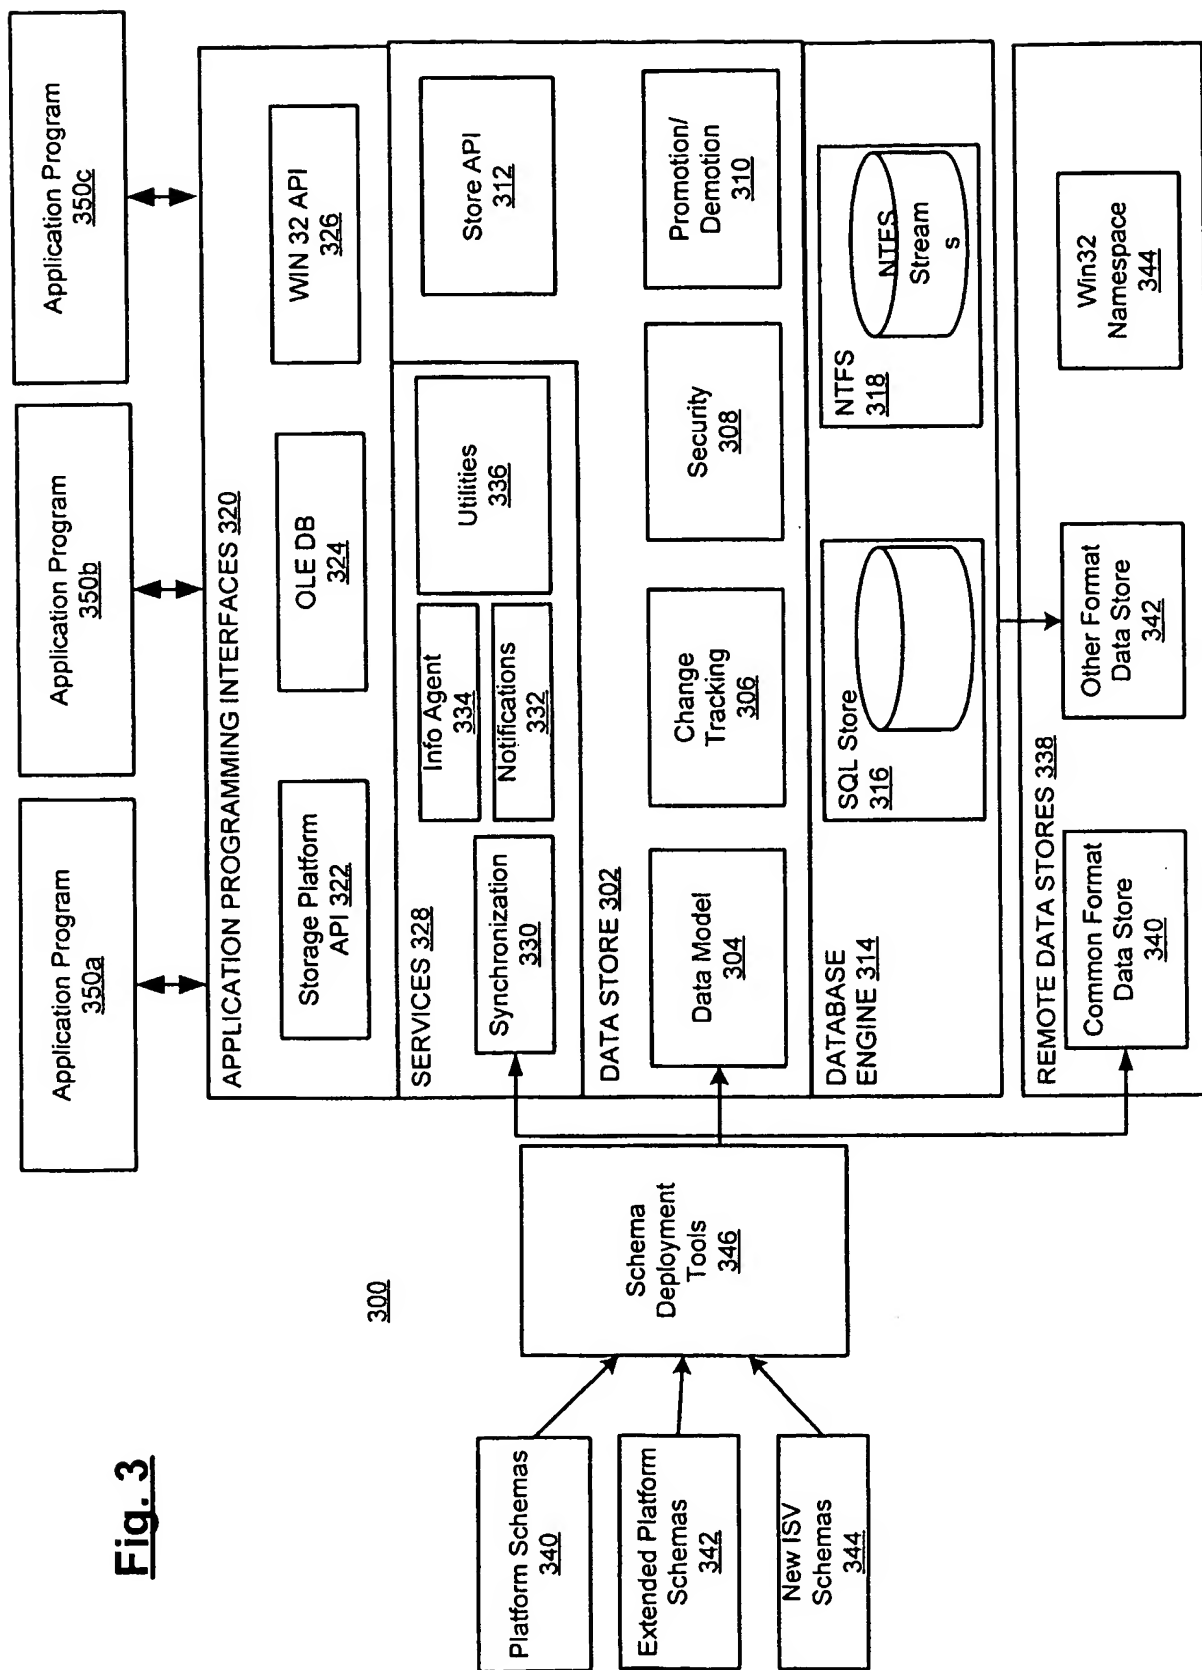 Application Program
350a
Application Program
350b
Application Program
350c
APPLICATION PROGRAMMING INTERFACES 320
Storage Platform
API 322
OLE DB
324
WIN 32 API
326
SERVICES 328
Synchronization
330
Info Agent
334
Notifications
332
Utilities
336
Store API
312
DATA STORE 302
Data Model
304
Change
Tracking
306
Security
308
Promotion/
Demotion
310
DATABASE
ENGINE 314
SQL Store
316
NTFS
318
NTFS
Stream
s
REMOTE DATA STORES 338
Common Format
Data Store
340
Other Format
Data Store
342
Win32
Namespace
344
300
Schema
Deployment
Tools
346
Platform Schemas
340
Extended Platform
Schemas
342
New ISV
Schemas
344
Fig. 3